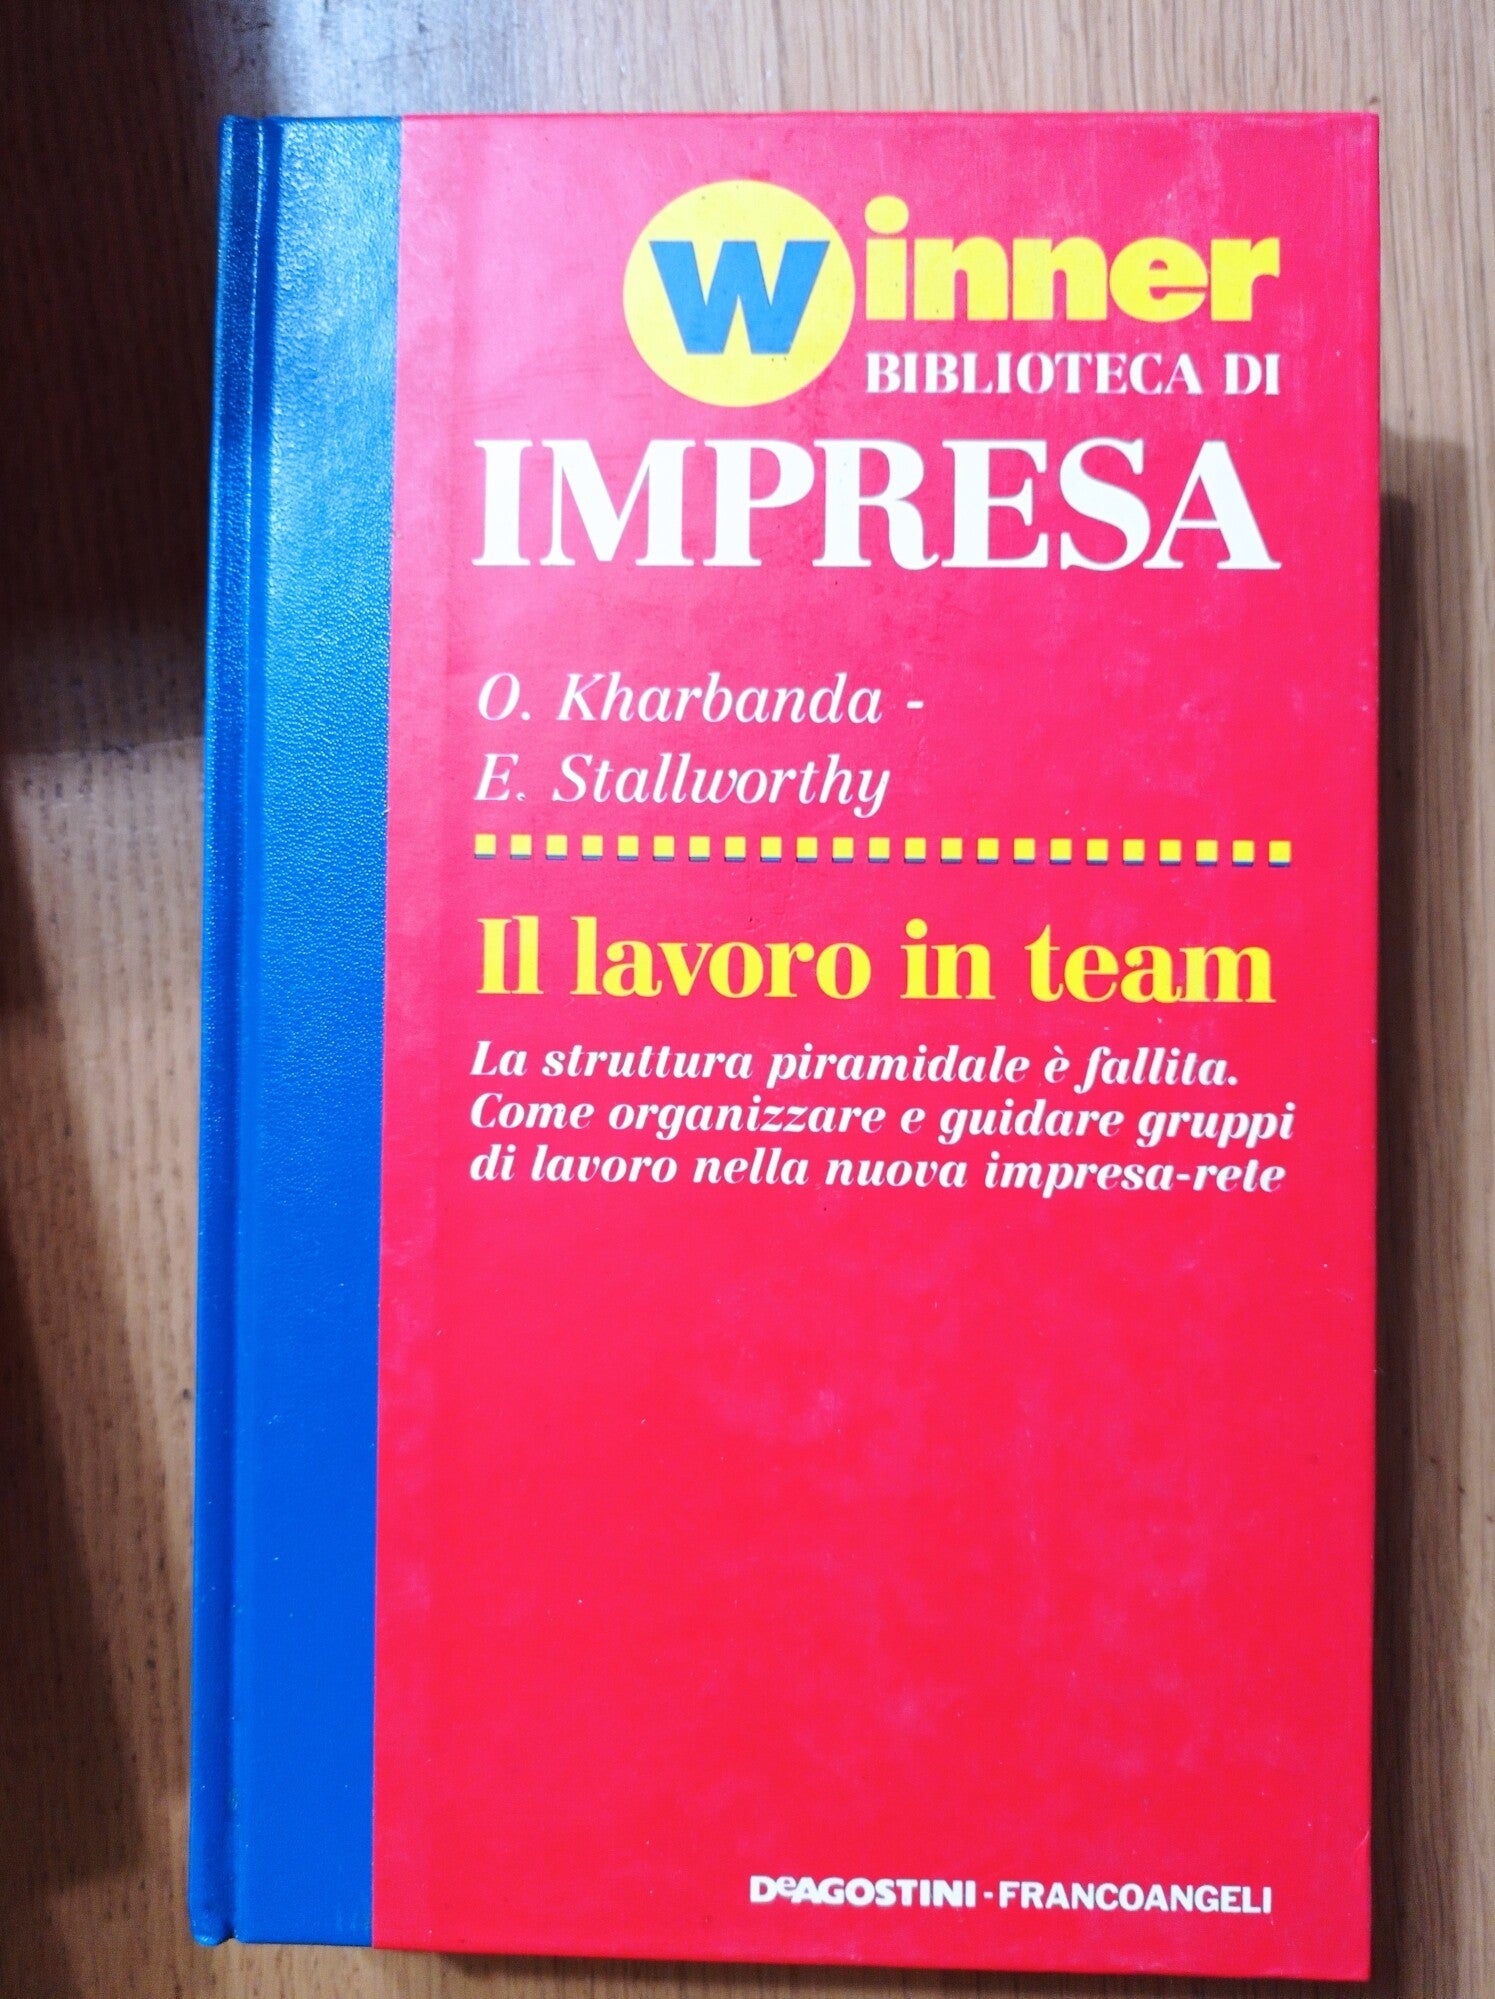 Winner
BIBLIOTECA DI
IMPRESA
O. Kharbanda -
E. Stallworthy
Il lavoro in team
La struttura piramidale è fallita.
Come organizzare e guidare gruppi
di lavoro nella nuova impresa-rete
DeAGOSTINI - FRANCOANGELI